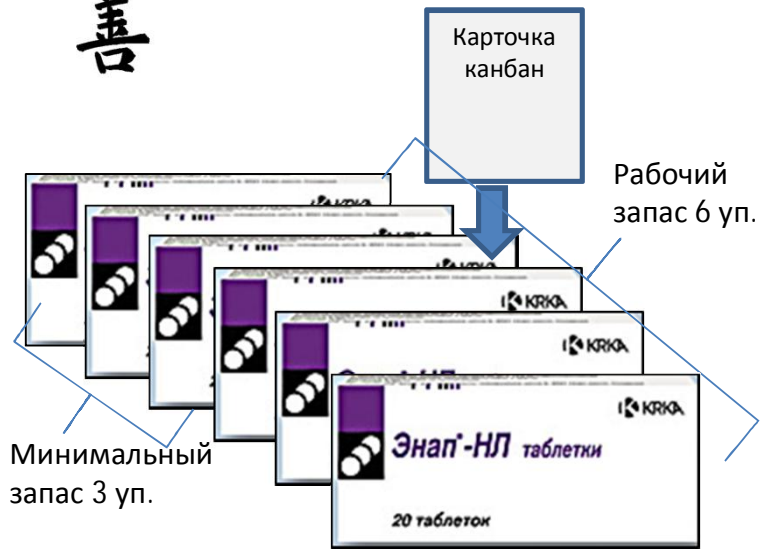 善
Карточка
канбан
Рабочий
запас 6 уп.
KRKA
KRKA
KRKA
Энап®-НЛ таблетки
20 таблеток
Минимальный
запас 3 уп.